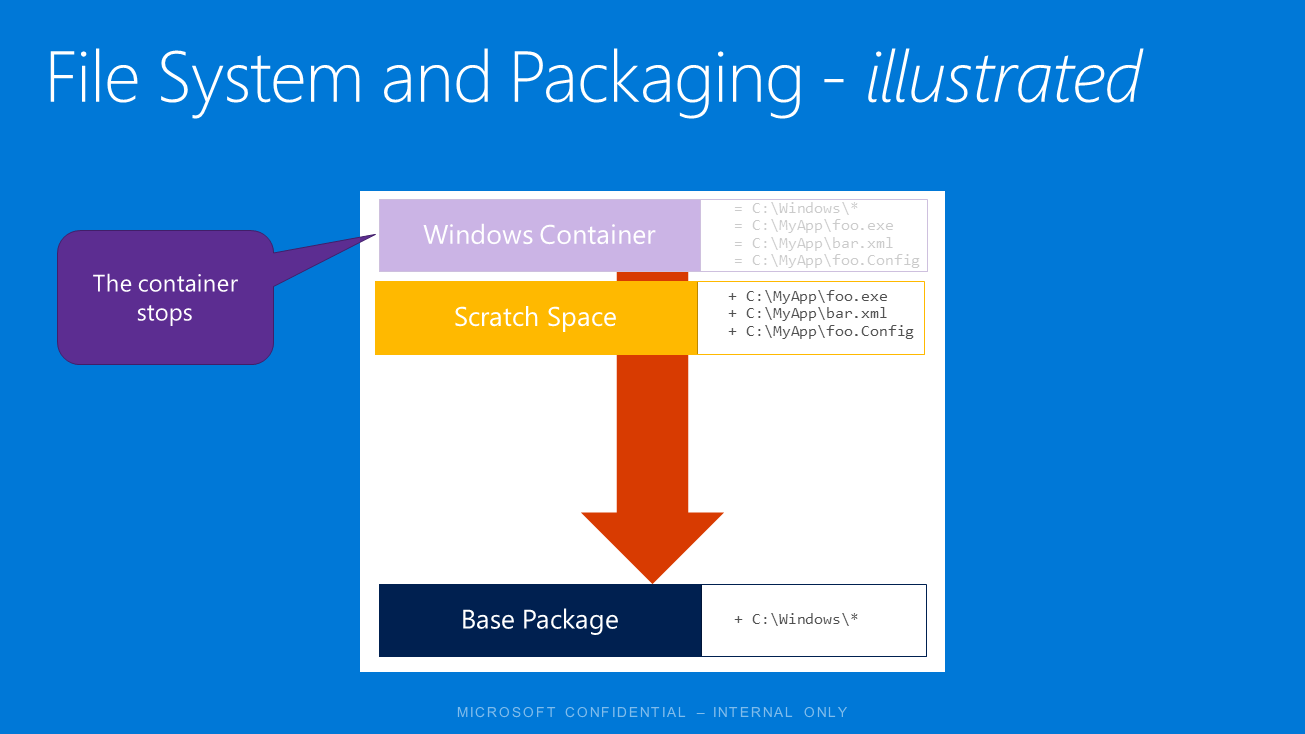 File System and Packaging - illustrated
The container
stops
Windows Container
= C:\Windows\*
= C:\MyApp\foo.exe
= C:\MyApp\bar.xml
= C:\MyApp\foo.Config
Scratch Space
+ C:\MyApp\foo.exe
+ C:\MyApp\bar.xml
+ C:\MyApp\foo.Config
Base Package
+ C:\Windows\*
MICROSOFT CONFIDENTIAL – INTERNAL ONLY